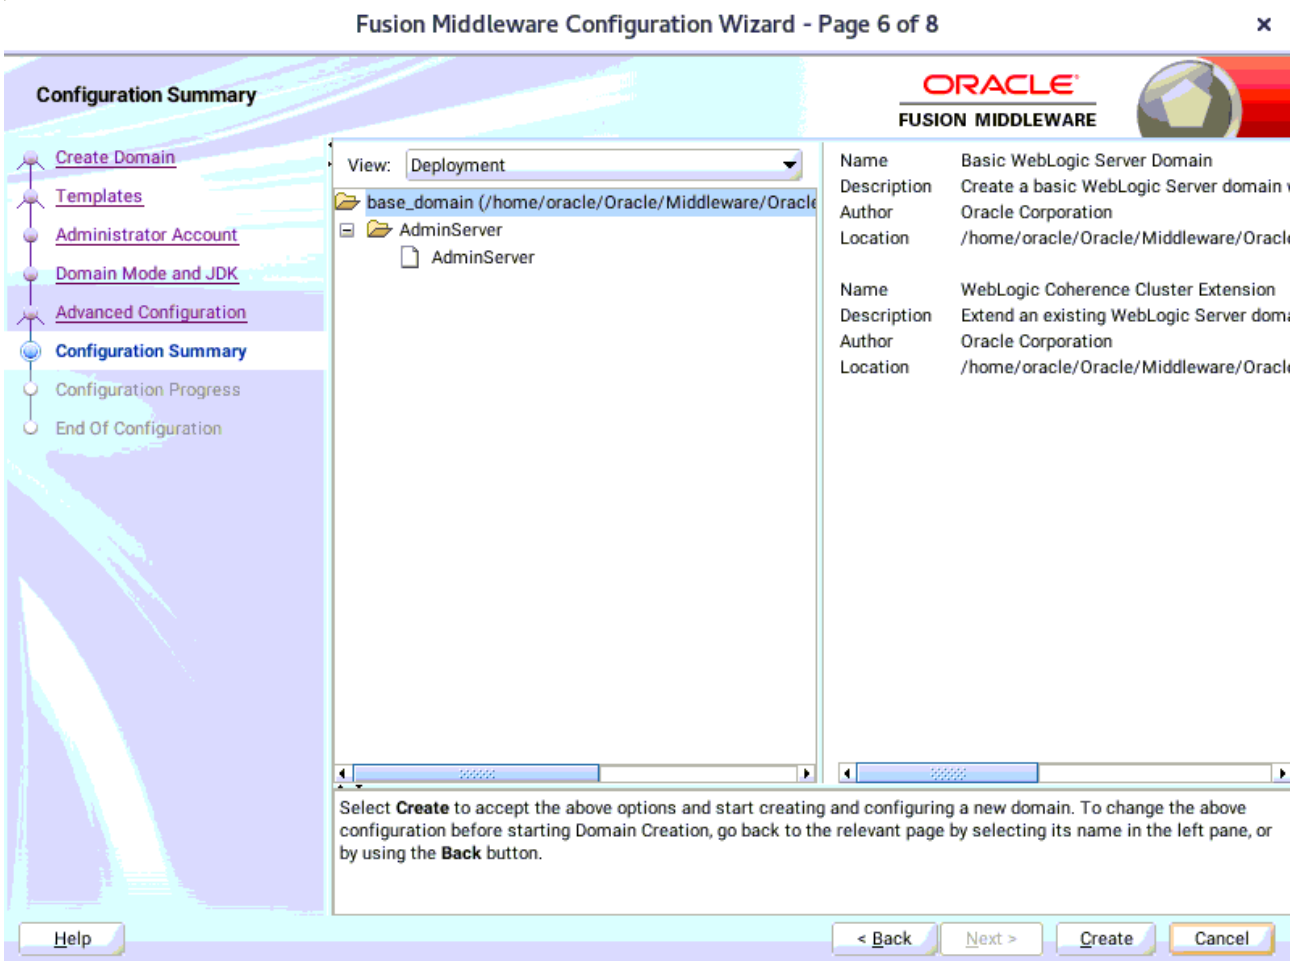 Fusion Middleware Configuration Wizard - Page 6 of 8
Configuration Summary
ORACLE
FUSION MIDDLEWARE
Create Domain
Templates
Administrator Account
Domain Mode and JDK
Advanced Configuration
Configuration Summary
Configuration Progress
End Of Configuration
View: Deployment
base_domain (/home/oracle/Oracle/Middleware/Oracle
AdminServer
AdminServer
Name Basic WebLogic Server Domain
Description Create a basic WebLogic Server domain
Author Oracle Corporation
Location /home/oracle/Oracle/Middleware/Oracle
Name WebLogic Coherence Cluster Extension
Description Extend an existing WebLogic Server doma
Author Oracle Corporation
Location /home/oracle/Oracle/Middleware/Oracle
Select Create to accept the above options and start creating and configuring a new domain. To change the above
configuration before starting Domain Creation, go back to the relevant page by selecting its name in the left pane, or
by using the Back button.
Help
< Back
Next >
Create
Cancel